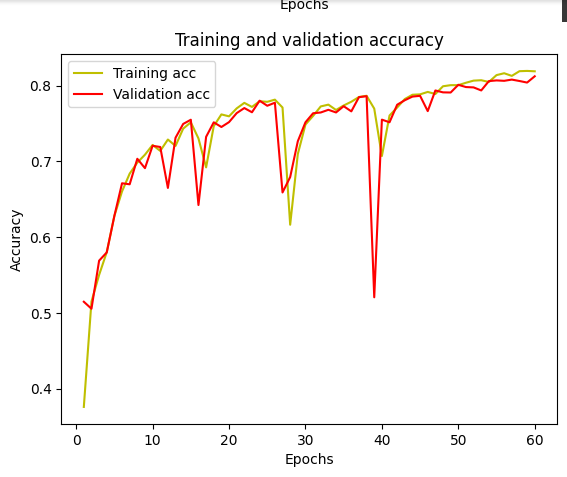 Epochs
Training and validation accuracy
Training acc
Validation acc
0.8
0.7
0.6
0.5
0.4
Accuracy
0 10 20 30 40 50 60
Epochs